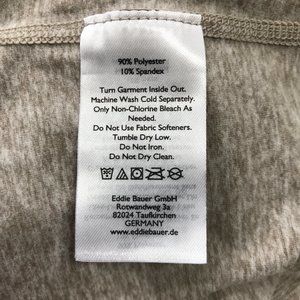 90% Polyester
10% Spandex
Turn Garment Inside Out.
Machine Wash Cold Separately.
Only Non-Chlorine Bleach As
Needed.
Do Not Use Fabric Softeners.
Tumble Dry Low.
Do Not Iron.
Do Not Dry Clean.
Eddie Bauer GmbH
Rotwandweg 3a
82024 Taufkirchen
GERMANY
www.eddiebauer.de